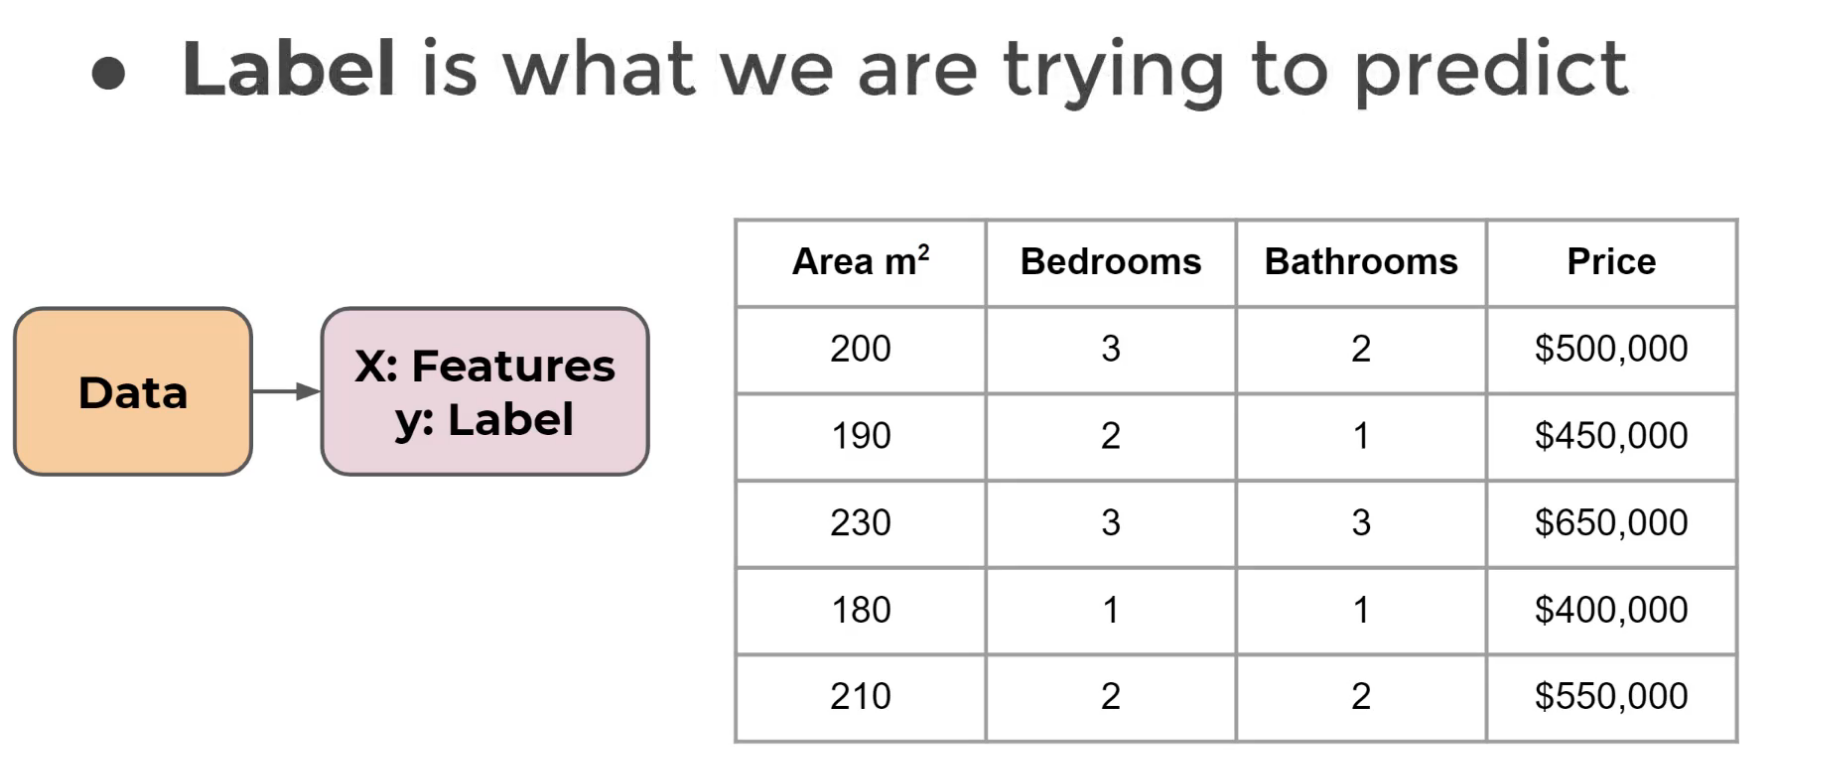 ● Label is what we are trying to predict
Data
X: Features
y: Label
Area m² Bedrooms Bathrooms Price
200 3 2 $500,000
190 2 1 $450,000
230 3 3 $650,000
180 1 1 $400,000
210 2 2 $550,000